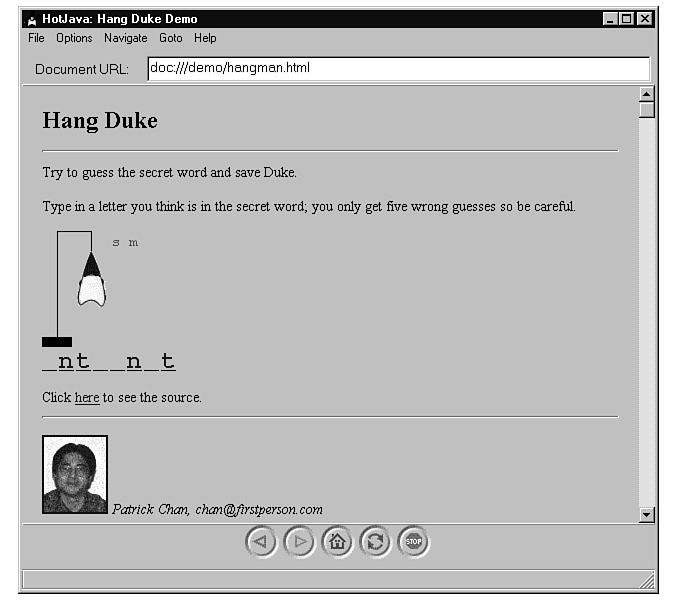 HotJava: Hang Duke Demo
File Options Navigate Goto Help
Document URL: doc:///demo/hangman.html
Hang Duke
Try to guess the secret word and save Duke.
Type in a letter you think is in the secret word; you only get five wrong guesses so be careful.
s m
_nt__n_t
Click here to see the source.
Patrick Chan, chan@firstperson.com
STOP